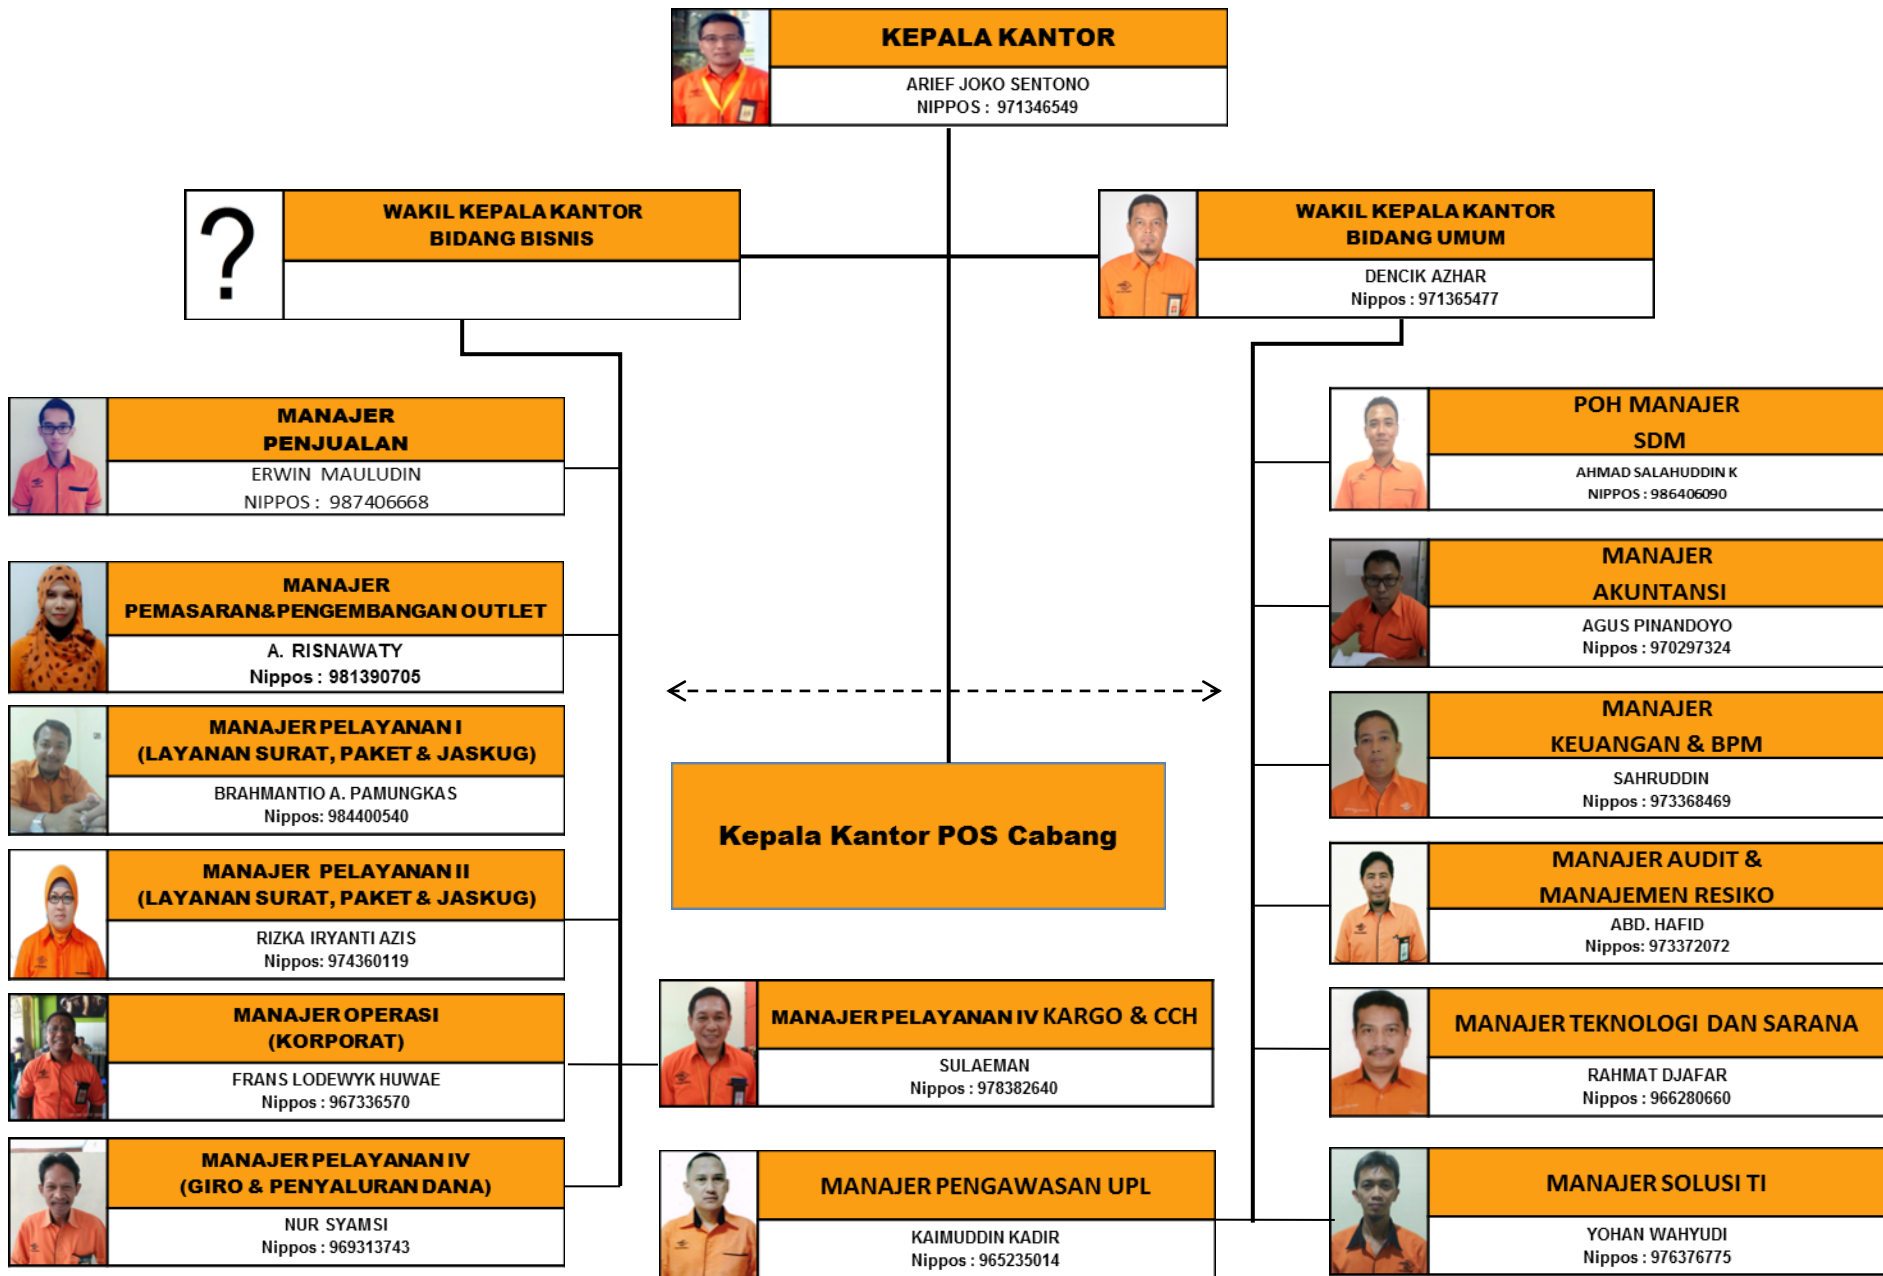 KEPALA KANTOR
ARIEF JOKO SENTONO
NIPPOS : 971346549
?
WAKIL KEPALA KANTOR
BIDANG BISNIS
WAKIL KEPALA KANTOR
BIDANG UMUM
DENCIK AZHAR
Nippos : 971365477
MANAJER
PENJUALAN
ERWIN MAULUDIN
NIPPOS : 987406668
MANAJER
PEMASARAN&PENGEMBANGAN OUTLET
A. RISNAWATY
Nippos : 981390705
MANAJER PELAYANAN I
(LAYANAN SURAT, PAKET & JASKUG)
BRAHMANTIO A. PAMUNGKAS
Nippos: 984400540
MANAJER PELAYANAN II
(LAYANAN SURAT, PAKET & JASKUG)
RIZKA IRYANTI AZIS
Nippos: 974360119
MANAJER OPERASI
(KORPORAT)
FRANS LODEWYK HUWAE
Nippos : 967336570
MANAJER PELAYANAN IV
(GIRO & PENYALURAN DANA)
NUR SYAMSI
Nippos : 969313743
Kepala Kantor POS Cabang
MANAJER PELAYANAN IV KARGO & CCH
SULAEMAN
Nippos : 978382640
MANAJER PENGAWASAN UPL
KAIMUDDIN KADIR
Nippos : 965235014
POH MANAJER
SDM
AHMAD SALAHUDDIN K
NIPPOS : 986406090
MANAJER
AKUNTANSI
AGUS PINANDOYO
Nippos : 970297324
MANAJER
KEUANGAN & BPM
SAHRUDDIN
Nippos : 973368469
MANAJER AUDIT &
MANAJEMEN RESIKO
ABD. HAFID
Nippos: 973372072
MANAJER TEKNOLOGI DAN SARANA
RAHMAT DJAFAR
Nippos : 966280660
MANAJER SOLUSI TI
YOHAN WAHYUDI
Nippos : 976376775